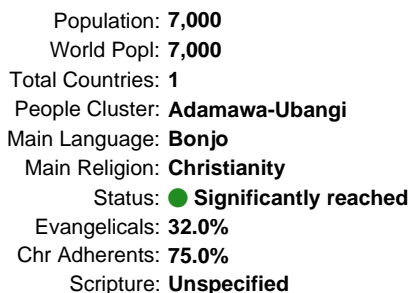 Population: 7,000
World Popl: 7,000
Total Countries: 1
People Cluster: Adamawa-Ubangi
Main Language: Bonjo
Main Religion: Christianity
Status: Significantly reached
Evangelicals: 32.0%
Chr Adherents: 75.0%
Scripture: Unspecified